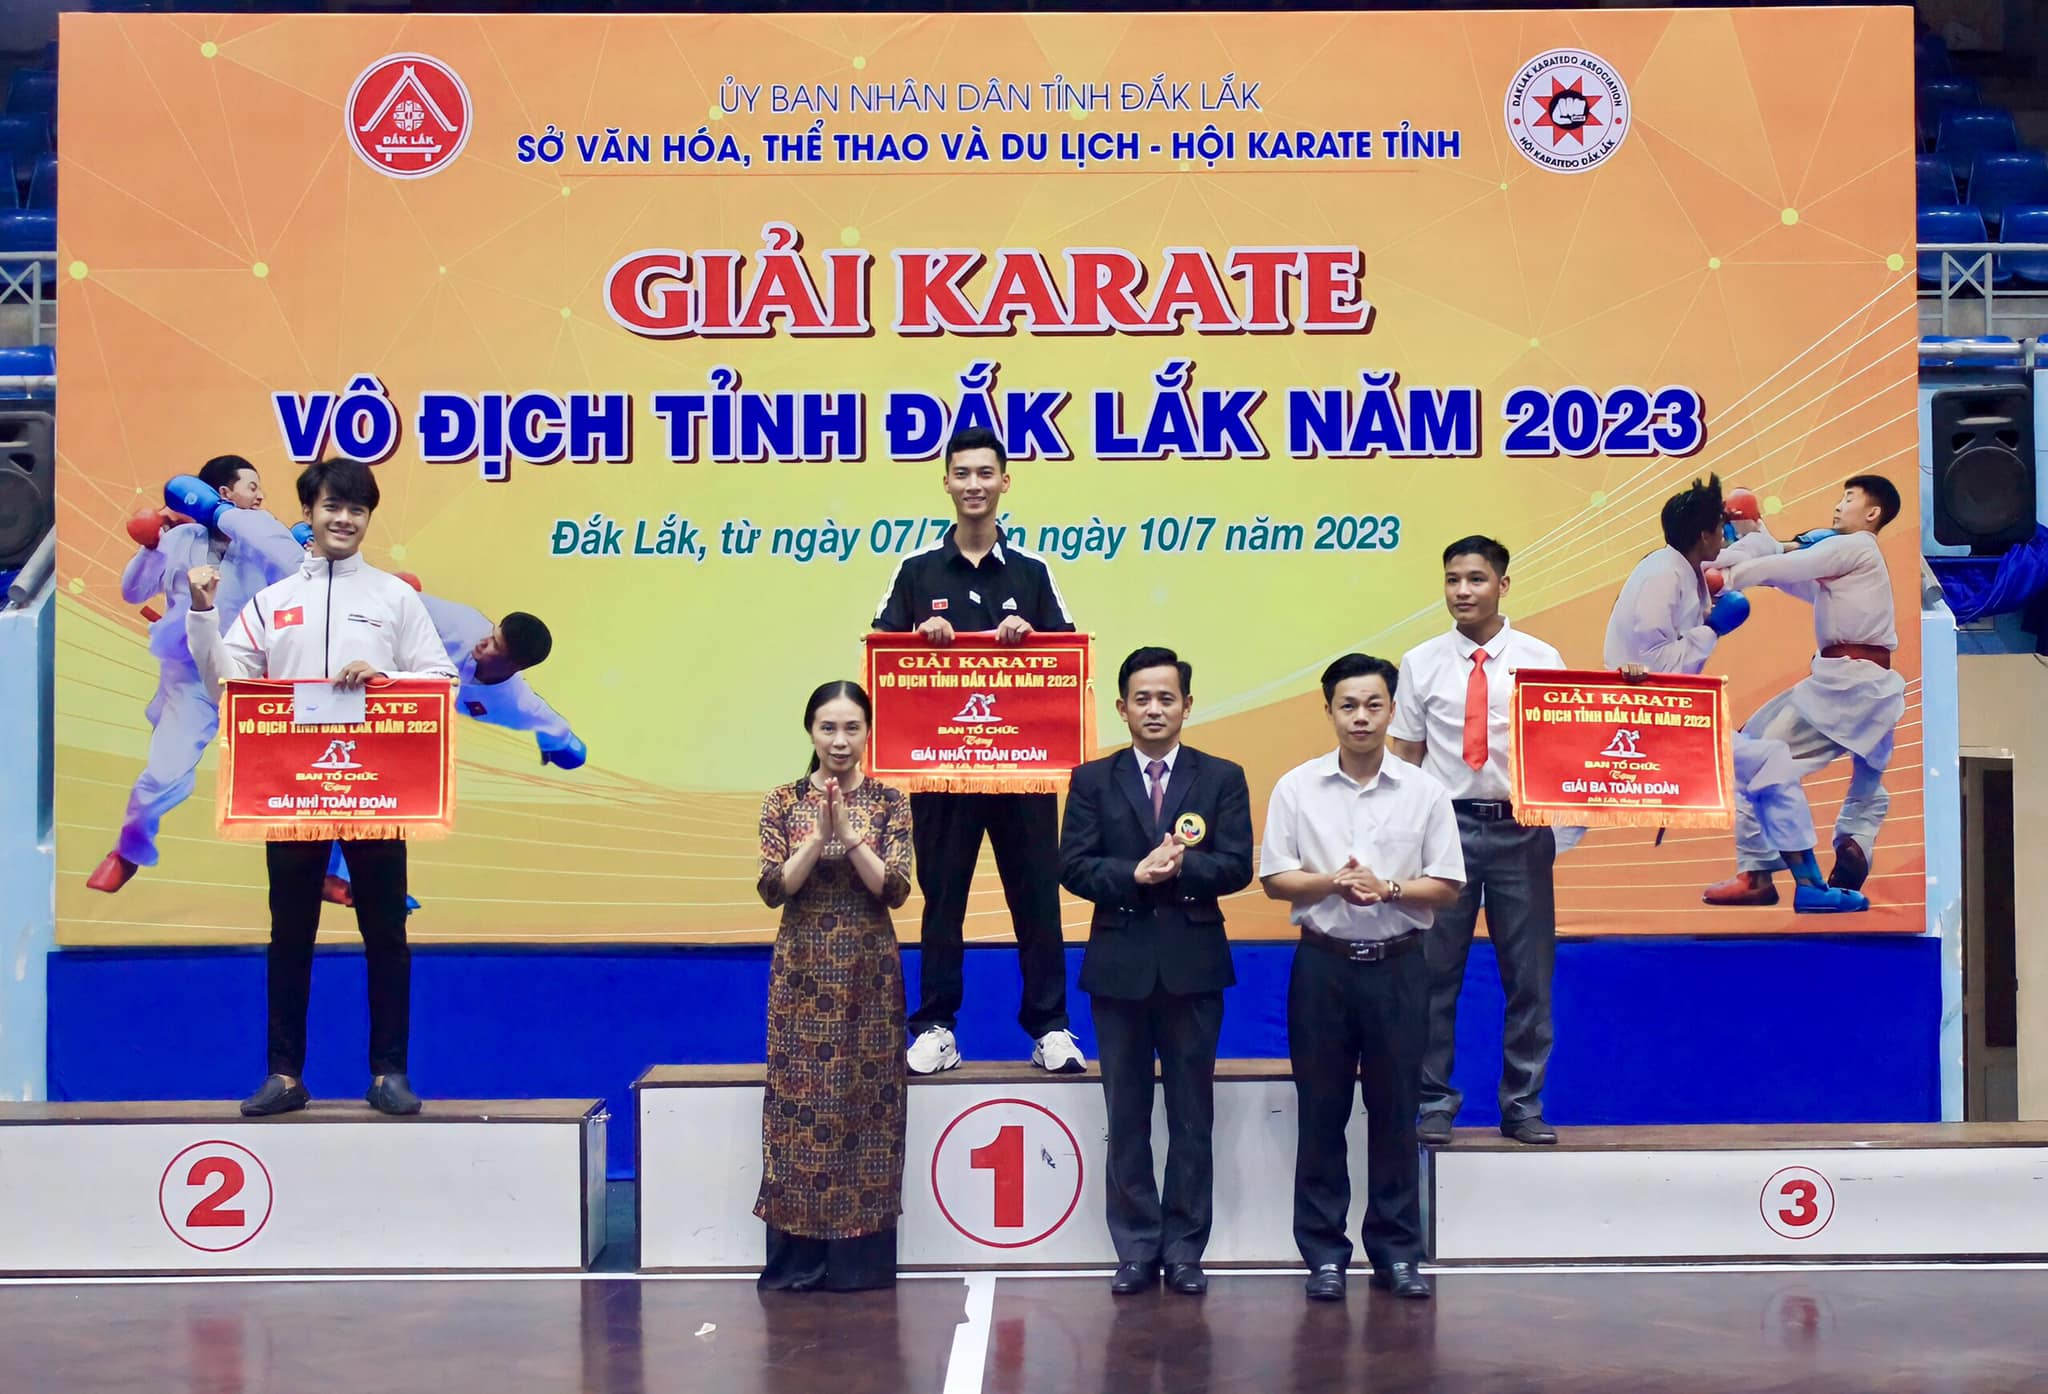 ỦY BAN NHÂN DÂN TỈNH ĐẮK LẮK
SỞ VĂN HÓA, THỂ THAO VÀ DU LỊCH - HỘI KARATE TỈNH
ĐẮK LẮK
DAKLAK KARATEDO ASSOCIATION
HỘI KARATEDO ĐẮK LẮK
GIẢI KARATE
VÔ ĐỊCH TỈNH ĐẮK LẮK NĂM 2023
Đắk Lắk, từ ngày 07/7 ngày 10/7 năm 2023
KARATE
VÔ ĐỊCH TỈNH ĐẮK LẮK NĂM 2023
BAN TỔ CHỨC
Tặng
GIẢI NHÌ TOÀN ĐOÀN
GIẢI KARATE
VÔ ĐỊCH TỈNH ĐẮK LẮK NĂM 2023
BAN TỔ CHỨC
Tặng
GIẢI NHẤT TOÀN ĐOÀN
GIẢI KARATE
VÔ ĐỊCH TỈNH ĐẮK LẮK NĂM 2023
BAN TỔ CHỨC
Tặng
GIẢI BA TOÀN ĐOÀN
2
1
3